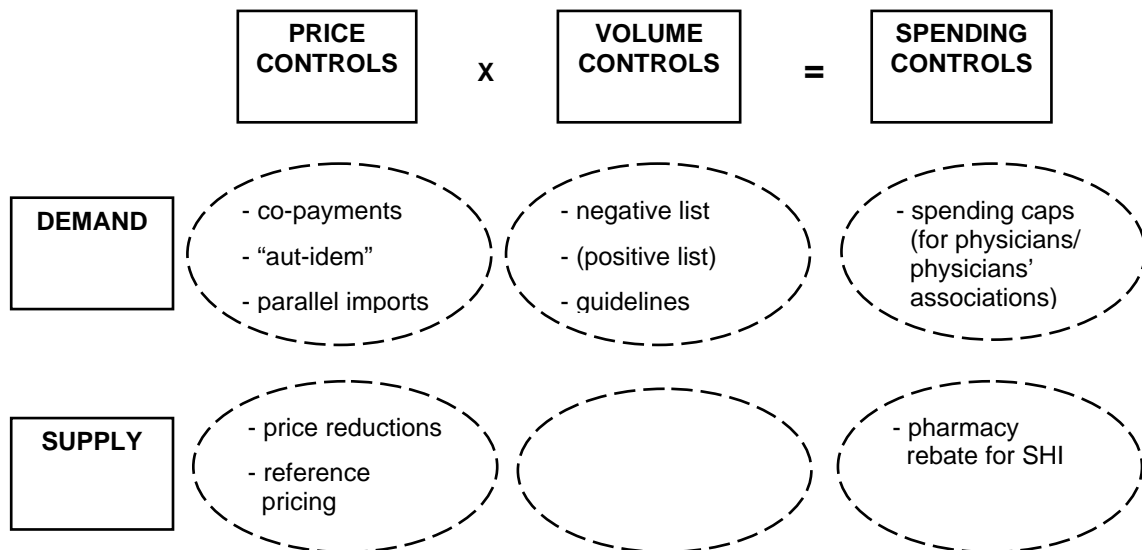 PRICE
CONTROLS
X
VOLUME
CONTROLS
=
SPENDING
CONTROLS
DEMAND
- co-payments
- “aut-idem”
- parallel imports
- negative list
- (positive list)
- guidelines
- spending caps
(for physicians/
physicians’
associations)
SUPPLY
- price reductions
- reference
pricing
- pharmacy
rebate for SHI